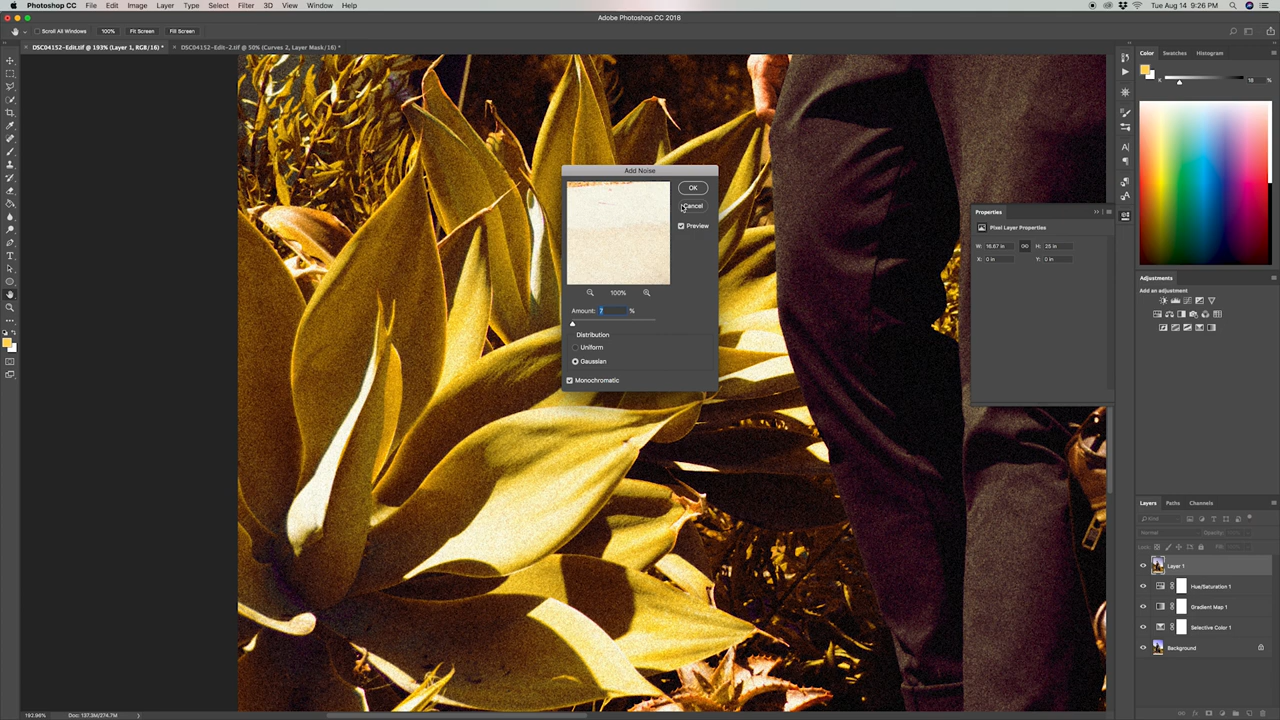 Photoshop CC File Edit Image Layer Type Select Filter 3D View Window Help Tue Aug 14 9:26 PM
Adobe Photoshop CC 2018
Scroll All Windows 100% Fit Screen Fill Screen
DSC04152-Edit.tif @ 193% (Layer 1, RGB/16) * DSC04152-Edit-2.tif @ 50% (Curves 2, Layer Mask/16) *
Color Swatches Histogram
K 18 %
Add Noise
OK
Cancel
Preview
100%
Amount: 7 %
Distribution
Uniform
Gaussian
Monochromatic
Properties
Pixel Layer Properties
W: 16.67 in H: 25 in
X: 0 in Y: 0 in
Adjustments
Add an adjustment
Layers Paths Channels
Kind
Normal Opacity:
Lock: Fill:
Layer 1
Hue/Saturation 1
Gradient Map 1
Selective Color 1
Background
193.96% Doc: 137.3M/274.7M